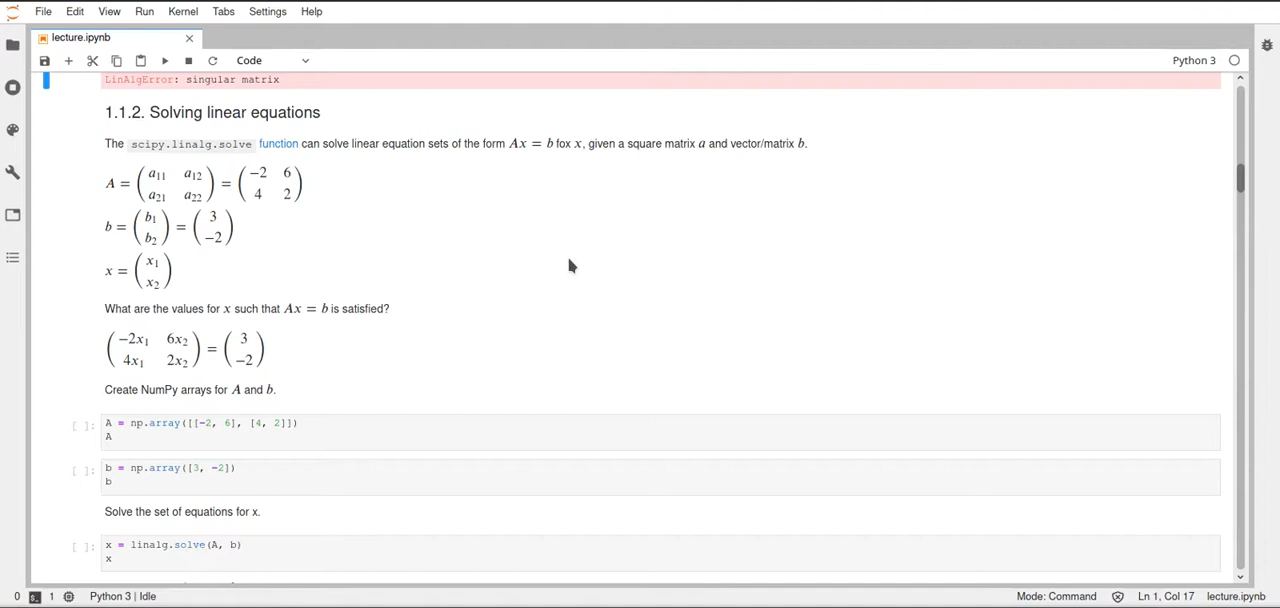 File Edit View Run Kernel Tabs Settings Help
lecture.ipynb
Code
Python 3
LinAlgError: singular matrix
1.1.2. Solving linear equations
The scipy.linalg.solve function can solve linear equation sets of the form Ax = b fox x, given a square matrix a and vector/matrix b.
A = ( a11 a12 ) = ( −2 6 )
a21 a22 4 2
b = ( b1 ) = ( 3 )
b2 −2
x = ( x1 )
x2
What are the values for x such that Ax = b is satisfied?
( −2x1 6x2 ) = ( 3 )
4x1 2x2 −2
Create NumPy arrays for A and b.
[ ]: A = np.array([[-2, 6], [4, 2]])
A
[ ]: b = np.array([3, -2])
b
Solve the set of equations for x.
[ ]: x = linalg.solve(A, b)
x
0 1 Python 3 | Idle Mode: Command Ln 1, Col 17 lecture.ipynb